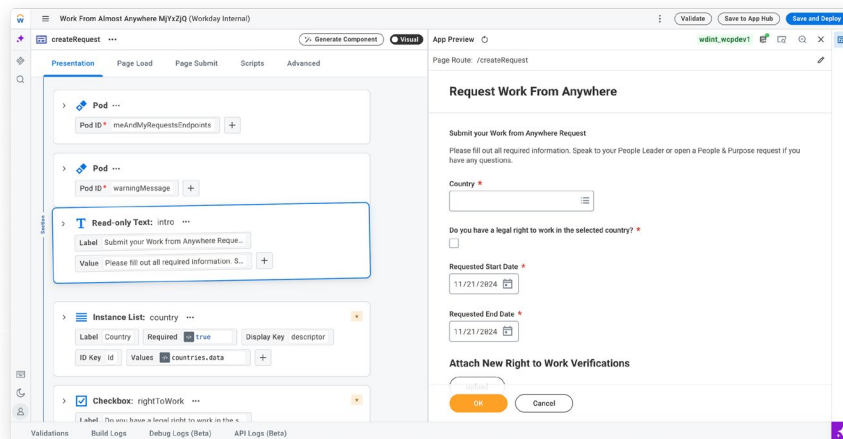 Work From Almost Anywhere MjYxZjQ (Workday Internal)
Validate
Save to App Hub
Save and Deploy
createRequest
Generate Component
Visual
App Preview
wdint_wcpdev1
Presentation
Page Load
Page Submit
Scripts
Advanced
Page Route: /createRequest
Section
Pod
Pod ID* meAndMyRequestsEndpoints +
Pod
Pod ID* warningMessage +
T Read-only Text: intro
Label Submit your Work from Anywhere Reque...
Value Please fill out all required information. S... +
Instance List: country
Label Country Required true Display Key descriptor
ID Key id Values countries.data +
Checkbox: rightToWork
Label Do you have a legal right to work in the s
Request Work From Anywhere
Submit your Work from Anywhere Request
Please fill out all required information. Speak to your People Leader or open a People & Purpose request if you
have any questions.
Country *
Do you have a legal right to work in the selected country? *
Requested Start Date *
11/21/2024
Requested End Date *
11/21/2024
Attach New Right to Work Verifications
Upload
OK
Cancel
Validations
Build Logs
Debug Logs (Beta)
API Logs (Beta)